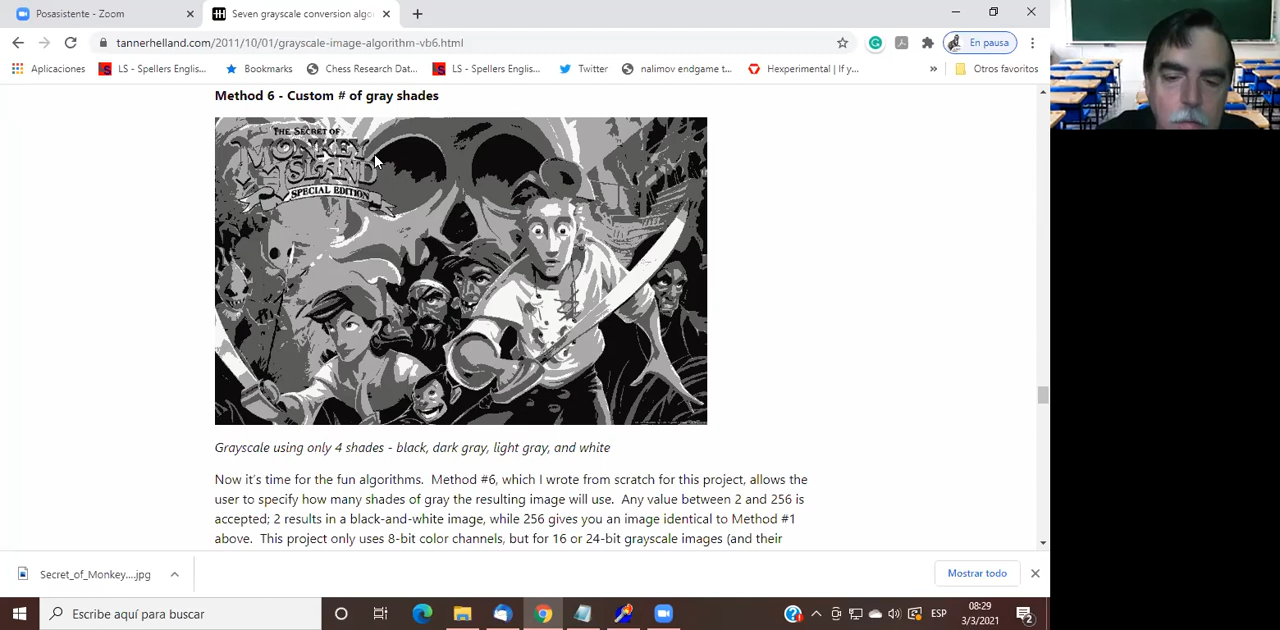 Posasistente - Zoom
Seven grayscale conversion algo
tannerhelland.com/2011/10/01/grayscale-image-algorithm-vb6.html
En pausa
Aplicaciones
LS - Spellers Englis...
Bookmarks
Chess Research Dat...
LS - Spellers Englis...
Twitter
nalimov endgame t...
Hexperimental | If y...
»
Otros favoritos
Method 6 - Custom # of gray shades
THE SECRET OF
MONKEY
ISLAND
SPECIAL EDITION
Grayscale using only 4 shades - black, dark gray, light gray, and white
Now it's time for the fun algorithms.  Method #6, which I wrote from scratch for this project, allows the
user to specify how many shades of gray the resulting image will use.  Any value between 2 and 256 is
accepted; 2 results in a black-and-white image, while 256 gives you an image identical to Method #1
above.  This project only uses 8-bit color channels, but for 16 or 24-bit grayscale images (and their
Secret_of_Monkey....jpg
Mostrar todo
Escribe aquí para buscar
ESP
08:29
3/3/2021
2